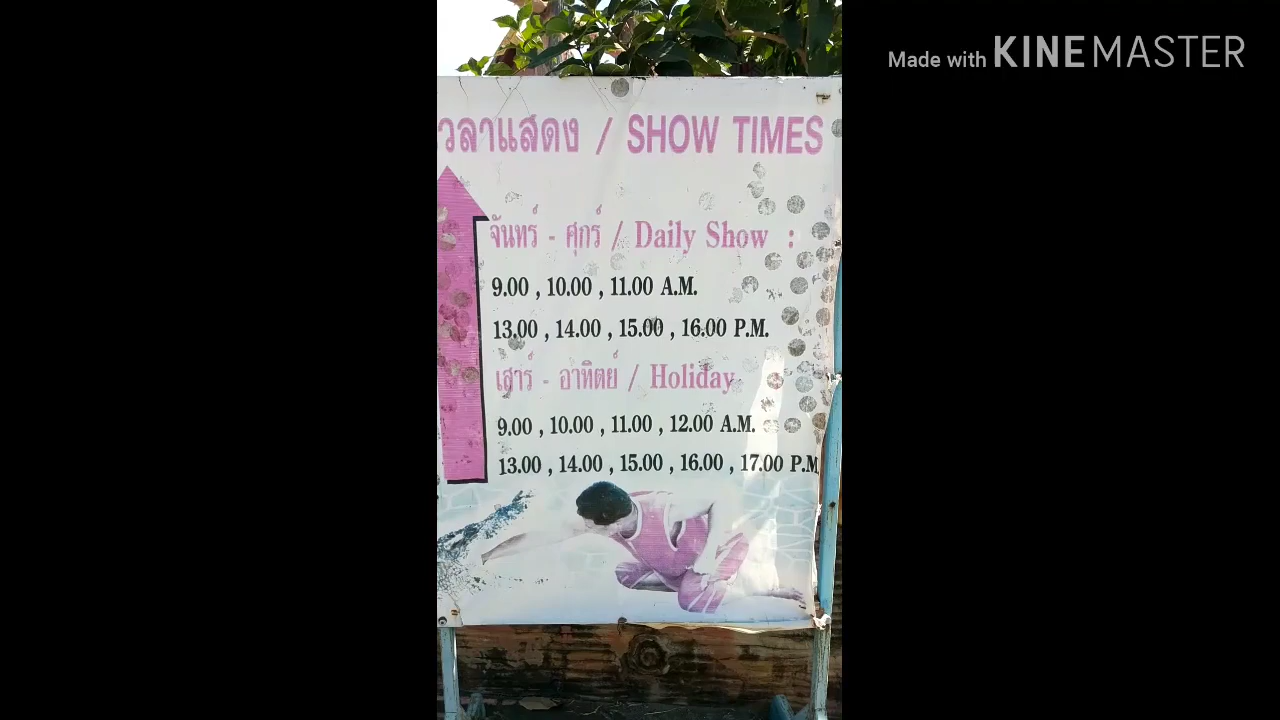 Made with KINEMASTER
เวลาแสดง / SHOW TIMES
จันทร์ - ศุกร์ / Daily Show :
9.00 , 10.00 , 11.00 A.M.
13.00 , 14.00 , 15.00 , 16.00 P.M.
เสาร์ - อาทิตย์ / Holiday
9.00 , 10.00 , 11.00 , 12.00 A.M.
13.00 , 14.00 , 15.00 , 16.00 , 17.00 P.M